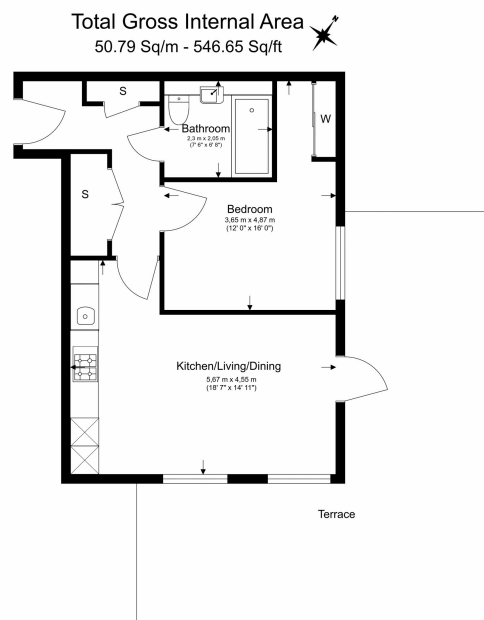 Total Gross Internal Area
50.79 Sq/m - 546.65 Sq/ft
N
S
Bathroom
2,3 m x 2,05 m
(7' 6" x 6' 8")
W
S
Bedroom
3,65 m x 4,87 m
(12' 0" x 16' 0")
Kitchen/Living/Dining
5,67 m x 4,55 m
(18' 7" x 14' 11")
Terrace